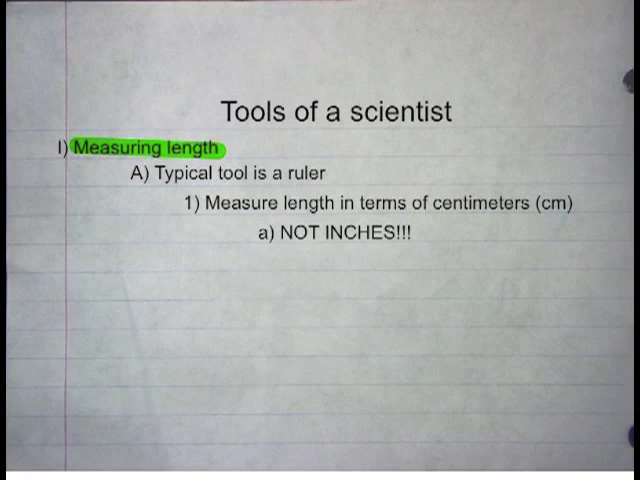 Tools of a scientist
I) Measuring length
A) Typical tool is a ruler
1) Measure length in terms of centimeters (cm)
a) NOT INCHES!!!